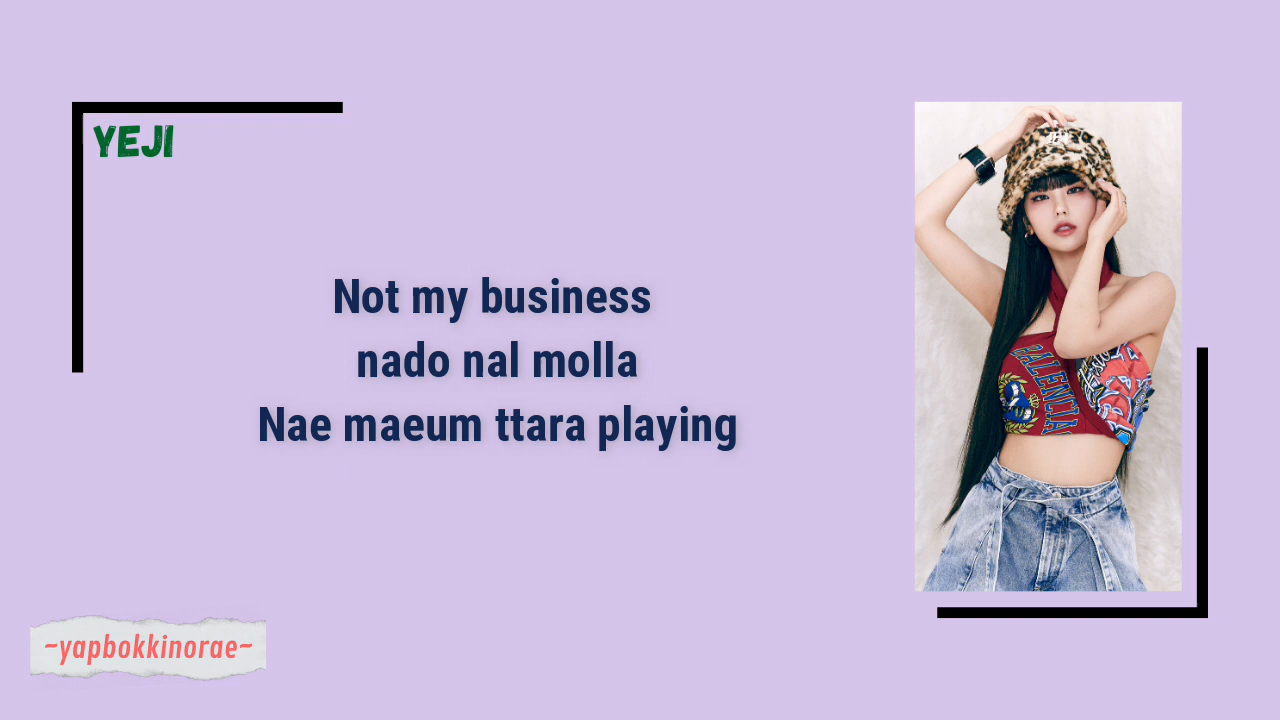 YEJI
Not my business
nado nal molla
Nae maeum ttara playing
~yapbokkinorae~